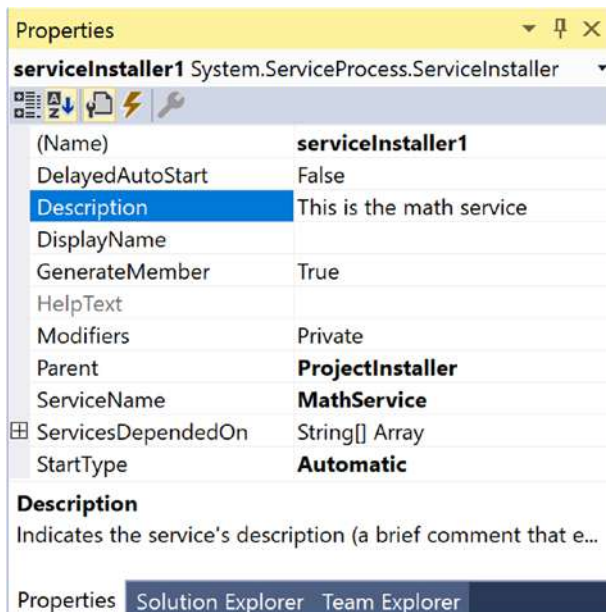 Properties
serviceInstaller1 System.ServiceProcess.ServiceInstaller
(Name) serviceInstaller1
DelayedAutoStart False
Description This is the math service
DisplayName
GenerateMember True
HelpText
Modifiers Private
Parent ProjectInstaller
ServiceName MathService
ServicesDependedOn String[] Array
StartType Automatic
Description
Indicates the service's description (a brief comment that e...
Properties Solution Explorer Team Explorer